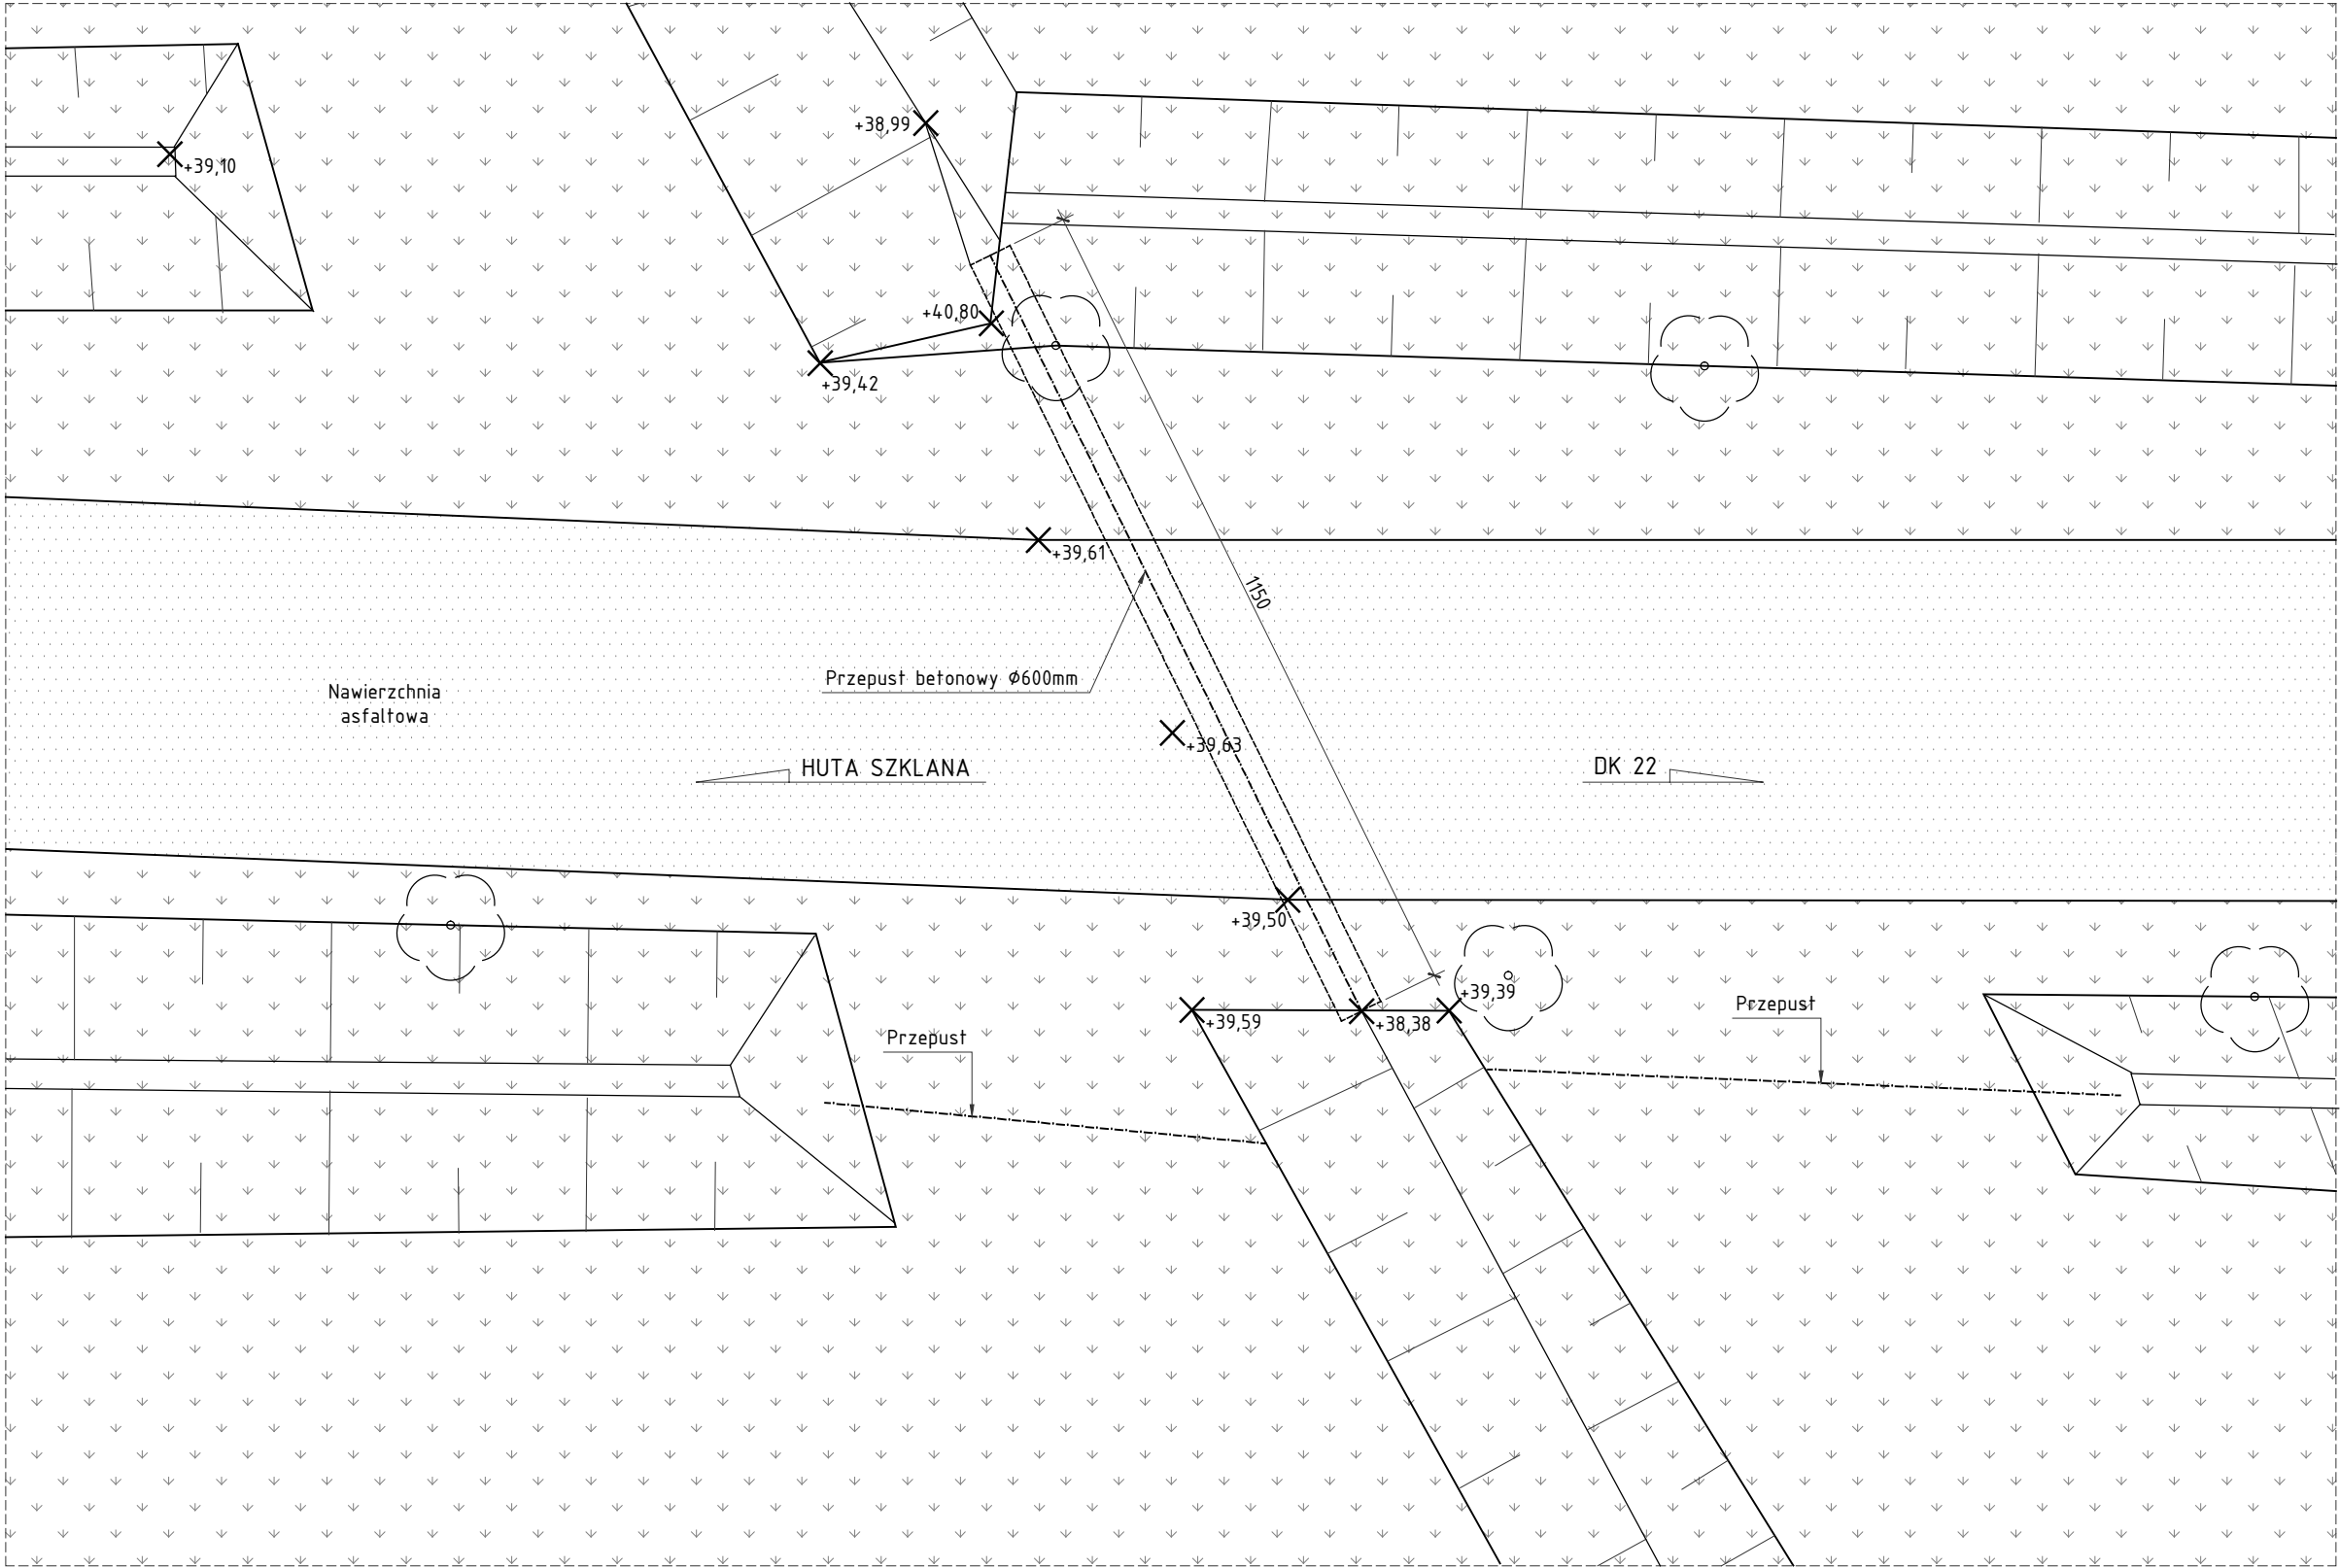 +38,99
+39,10
+40,80
+39,42
+39,61
1150
Przepust betonowy Ø600mm
Nawierzchnia
asfaltowa
+39,63
HUTA SZKLANA
DK 22
+39,50
+39,39
+39,59
+38,38
Przepust
Przepust